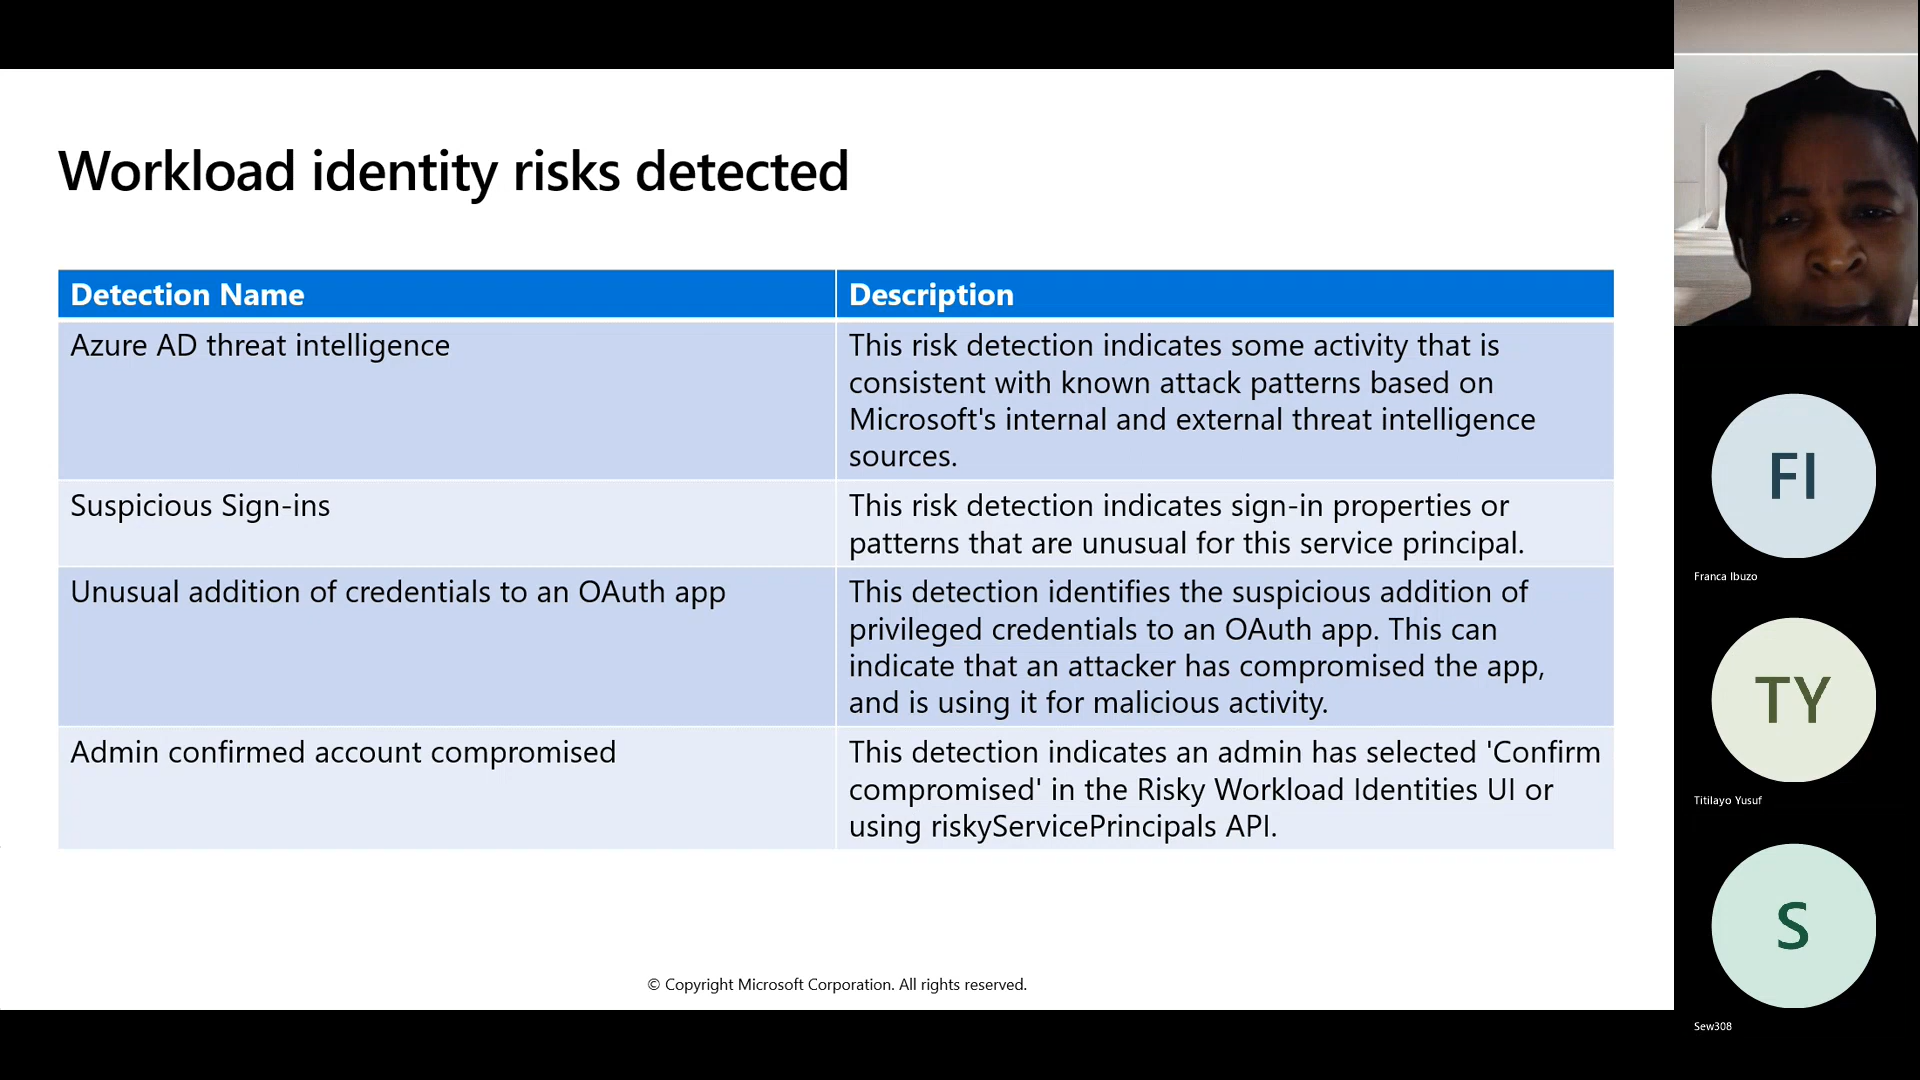 Workload identity risks detected
Detection Name
Description
Azure AD threat intelligence
This risk detection indicates some activity that is
consistent with known attack patterns based on
Microsoft's internal and external threat intelligence
sources.
Suspicious Sign-ins
This risk detection indicates sign-in properties or
patterns that are unusual for this service principal.
Unusual addition of credentials to an OAuth app
This detection identifies the suspicious addition of
privileged credentials to an OAuth app. This can
indicate that an attacker has compromised the app,
and is using it for malicious activity.
Admin confirmed account compromised
This detection indicates an admin has selected 'Confirm
compromised' in the Risky Workload Identities UI or
using riskyServicePrincipals API.
© Copyright Microsoft Corporation. All rights reserved.
FI
Franca Ibuzo
TY
Titilayo Yusuf
S
Sew308